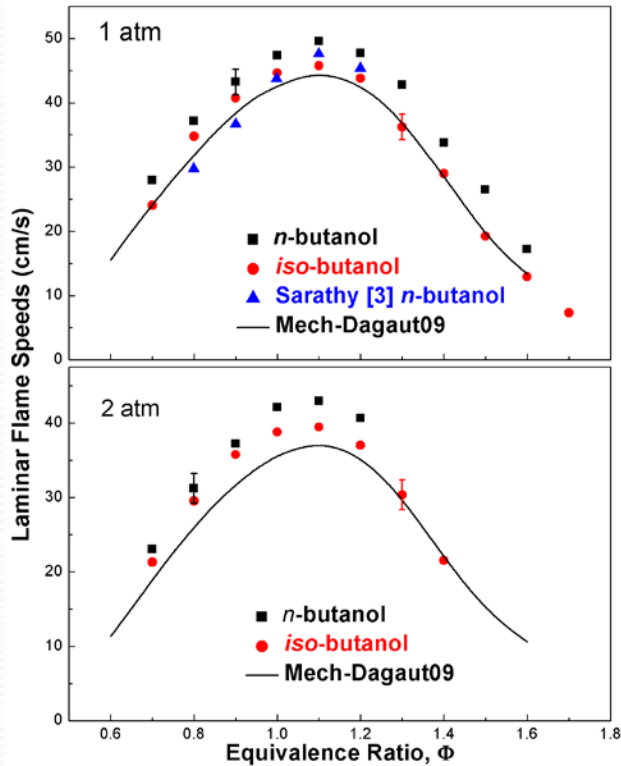 1 atm
50
40
30
20
10
0
n-butanol
iso-butanol
Sarathy [3] n-butanol
Mech-Dagaut09
Laminar Flame Speeds (cm/s)
2 atm
40
30
20
10
0
n-butanol
iso-butanol
Mech-Dagaut09
0.6 0.8 1.0 1.2 1.4 1.6 1.8
Equivalence Ratio, Φ